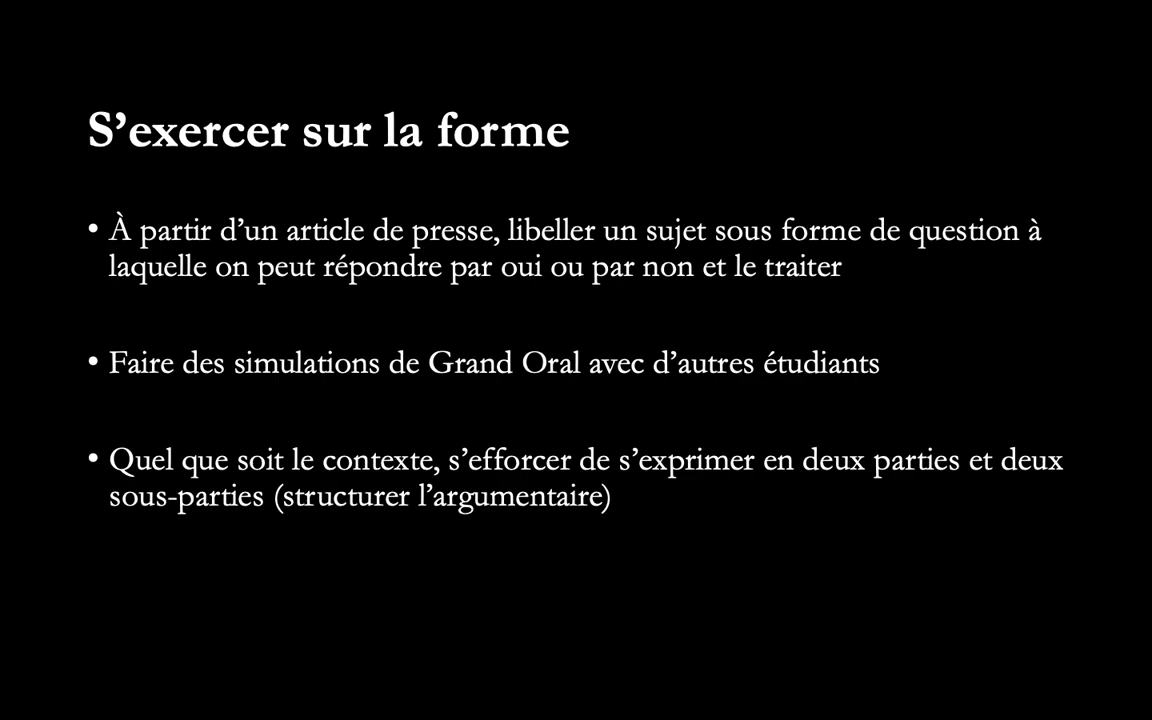 S’exercer sur la forme
• À partir d’un article de presse, libeller un sujet sous forme de question à
laquelle on peut répondre par oui ou par non et le traiter
• Faire des simulations de Grand Oral avec d’autres étudiants
• Quel que soit le contexte, s’efforcer de s’exprimer en deux parties et deux
sous-parties (structurer l’argumentaire)